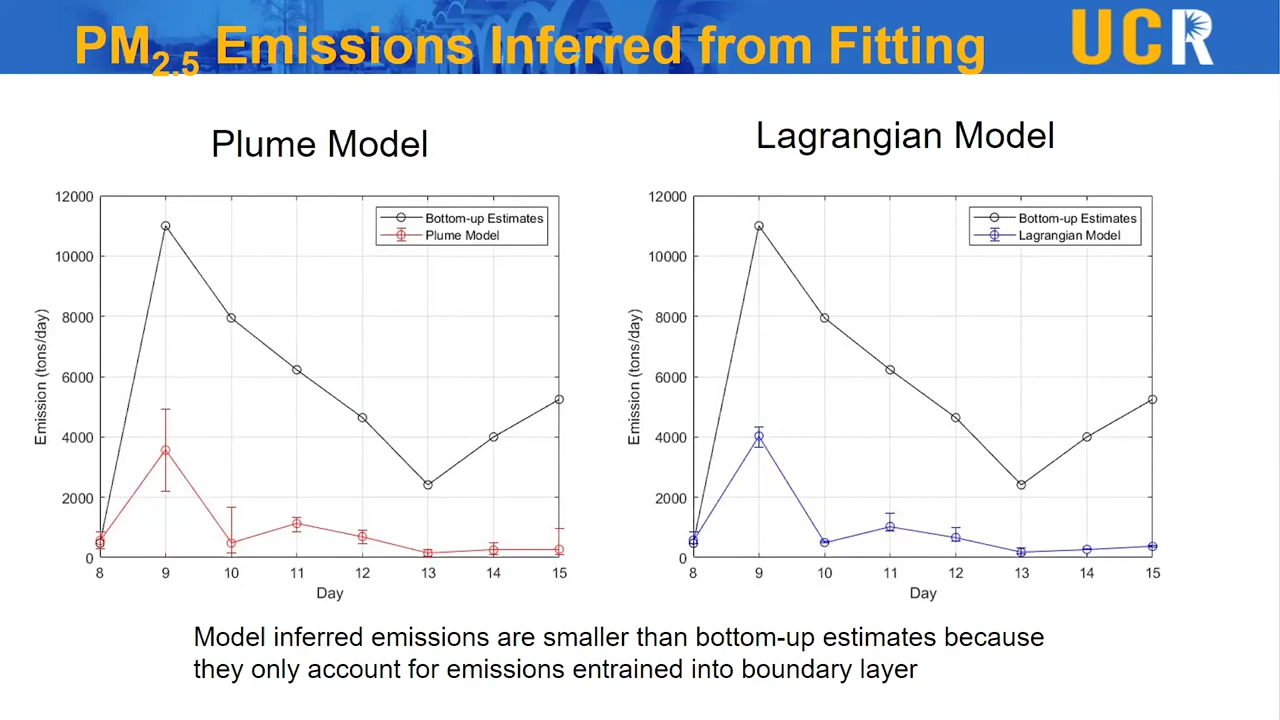 PM2.5 Emissions Inferred from Fitting
UCR
Plume Model
Lagrangian Model
12000
10000
8000
6000
4000
2000
0
Emission (tons/day)
8 9 10 11 12 13 14 15
Day
Bottom-up Estimates
Plume Model
12000
10000
8000
6000
4000
2000
0
Emission (tons/day)
8 9 10 11 12 13 14 15
Day
Bottom-up Estimates
Lagrangian Model
Model inferred emissions are smaller than bottom-up estimates because
they only account for emissions entrained into boundary layer